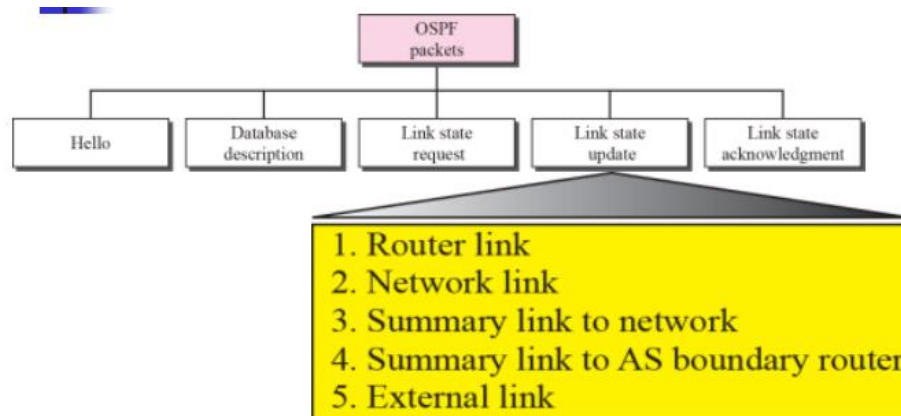 OSPF
packets
Hello
Database
description
Link state
request
Link state
update
Link state
acknowledgment
1. Router link
2. Network link
3. Summary link to network
4. Summary link to AS boundary router
5. External link